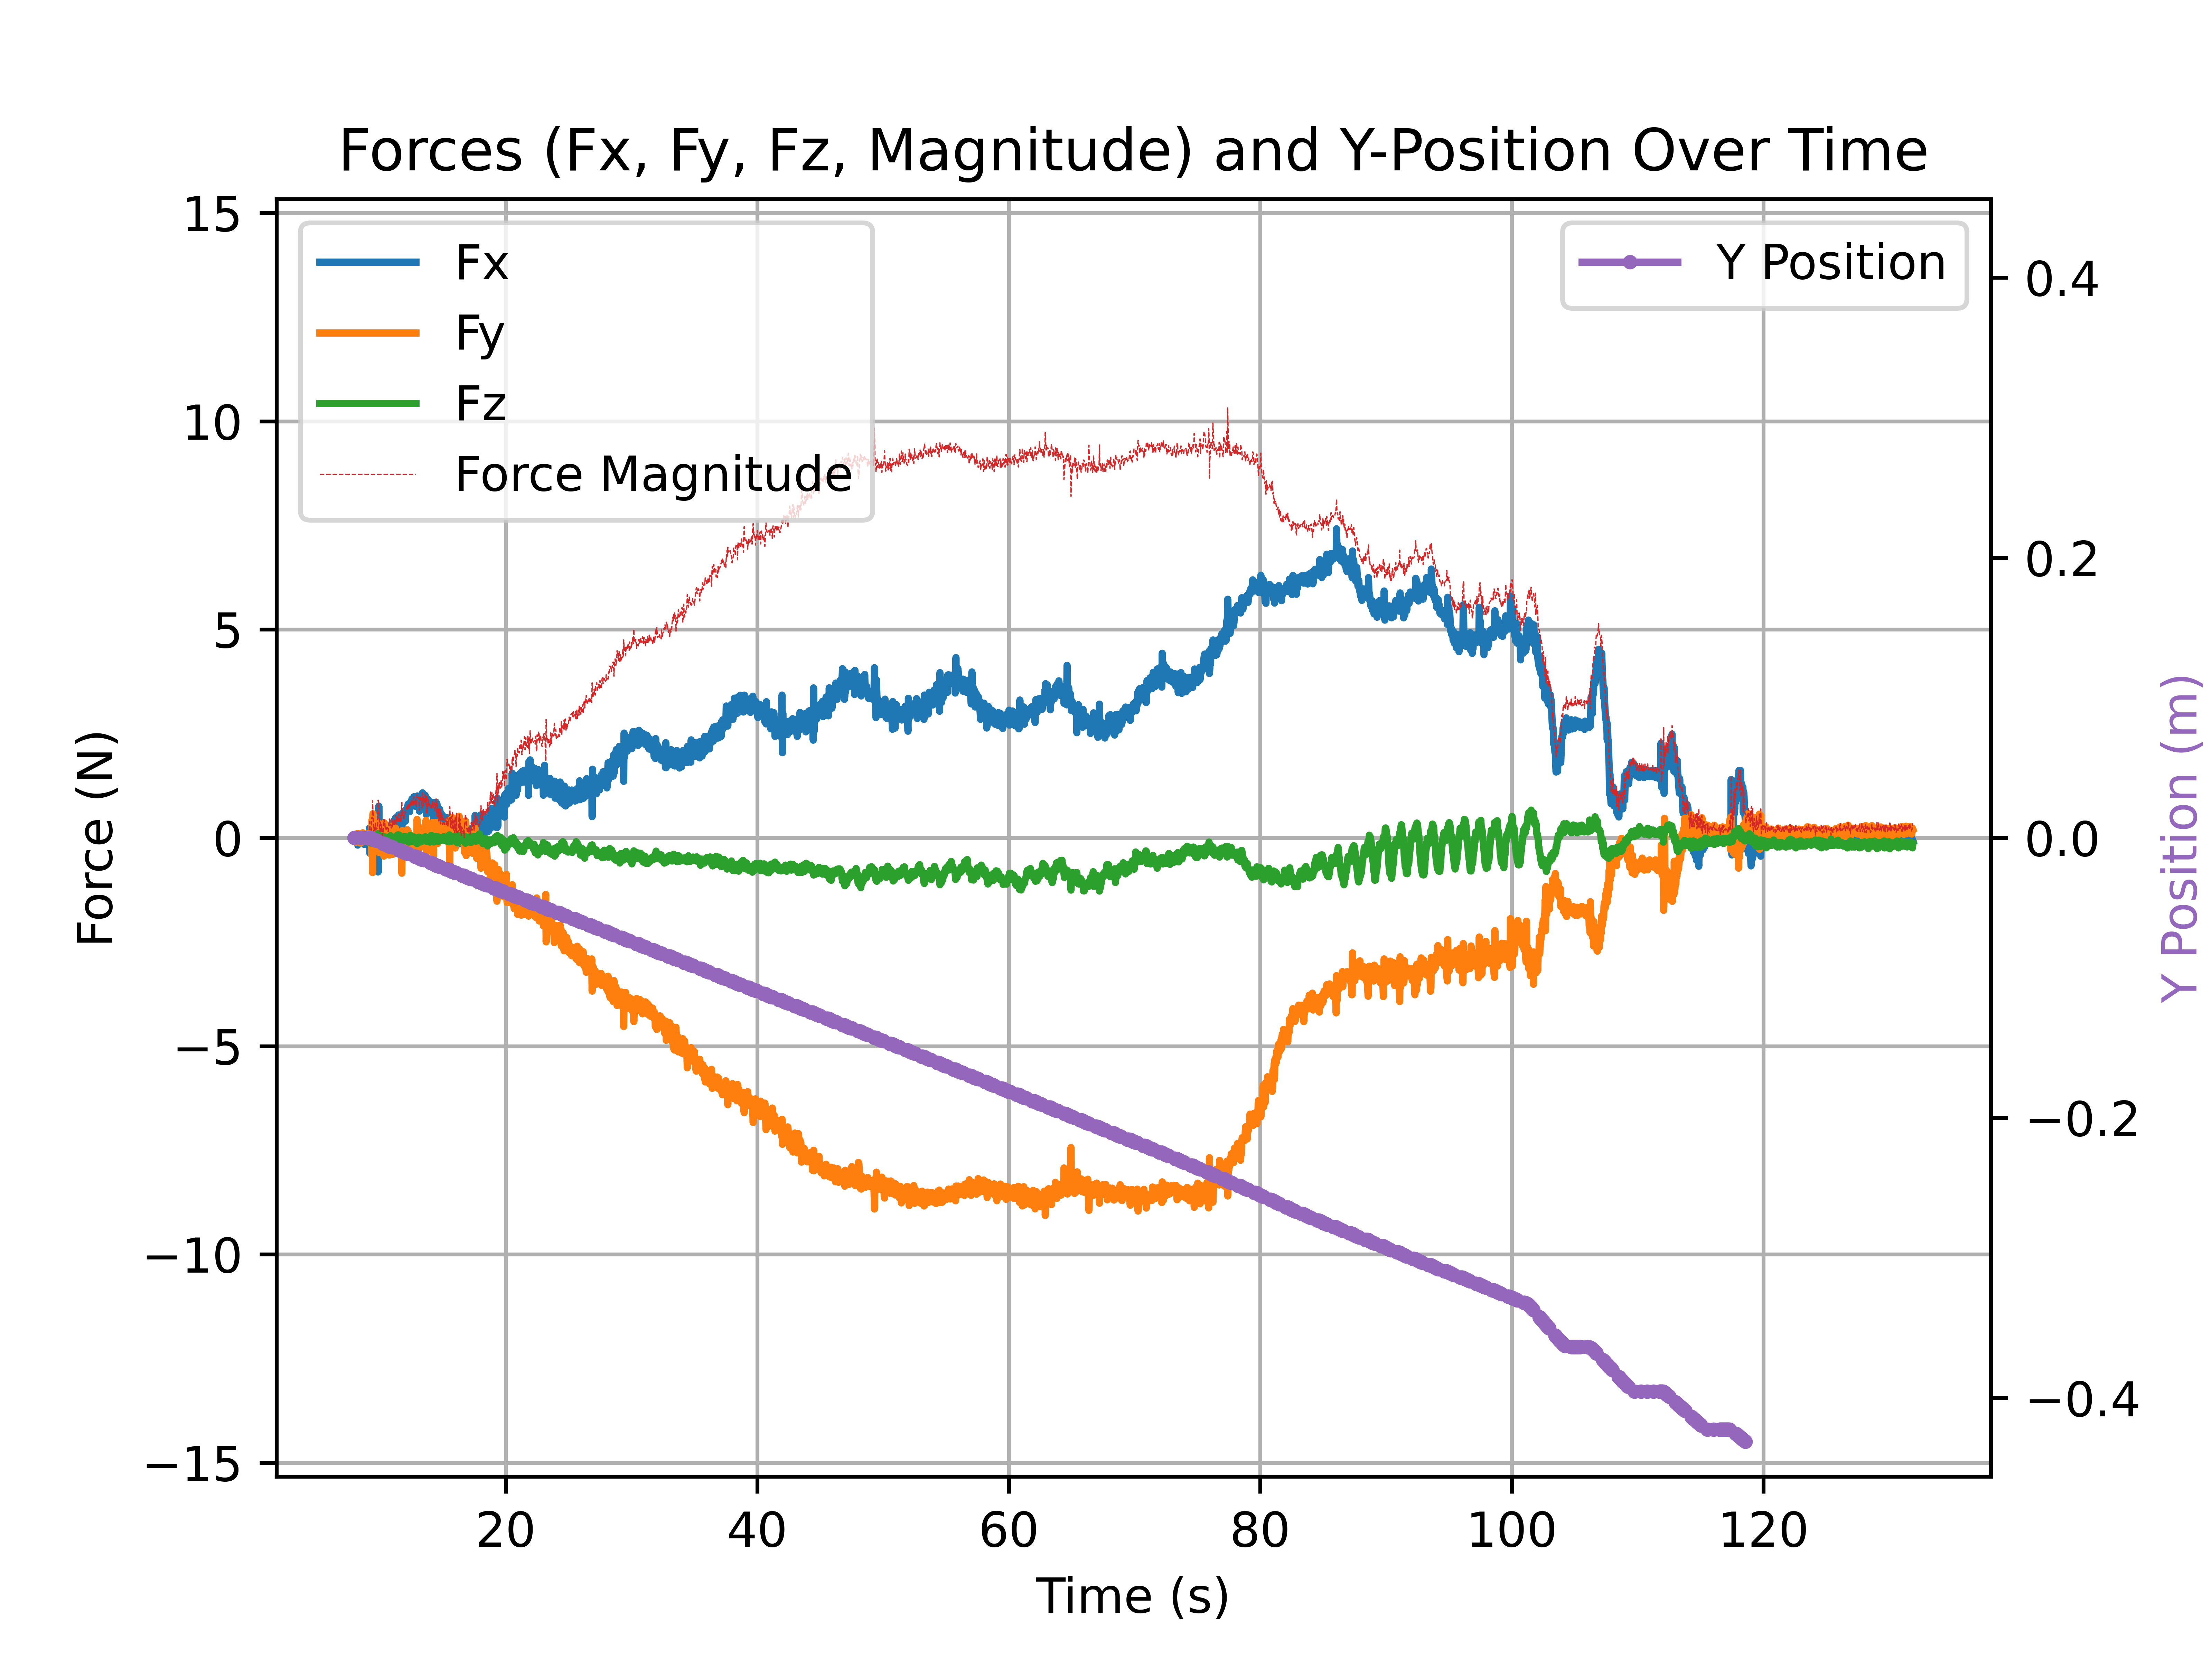 Forces (Fx, Fy, Fz, Magnitude) and Y-Position Over Time
15
10
5
0
−5
−10
−15
Force (N)
Fx
Fy
Fz
Force Magnitude
Y Position
0.4
0.2
0.0
−0.2
−0.4
Y Position (m)
20
40
60
80
100
120
Time (s)